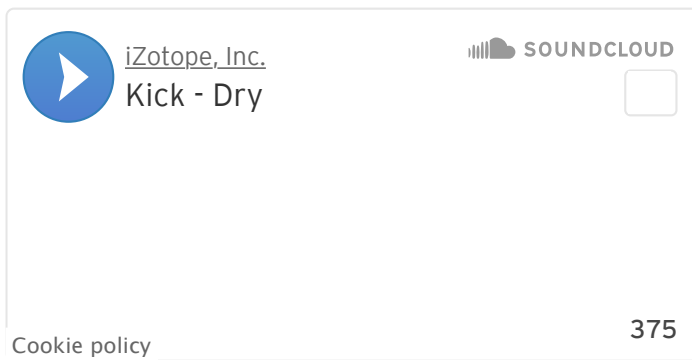 iZotope, Inc.
SOUNDCLOUD
Kick - Dry
375
Cookie policy